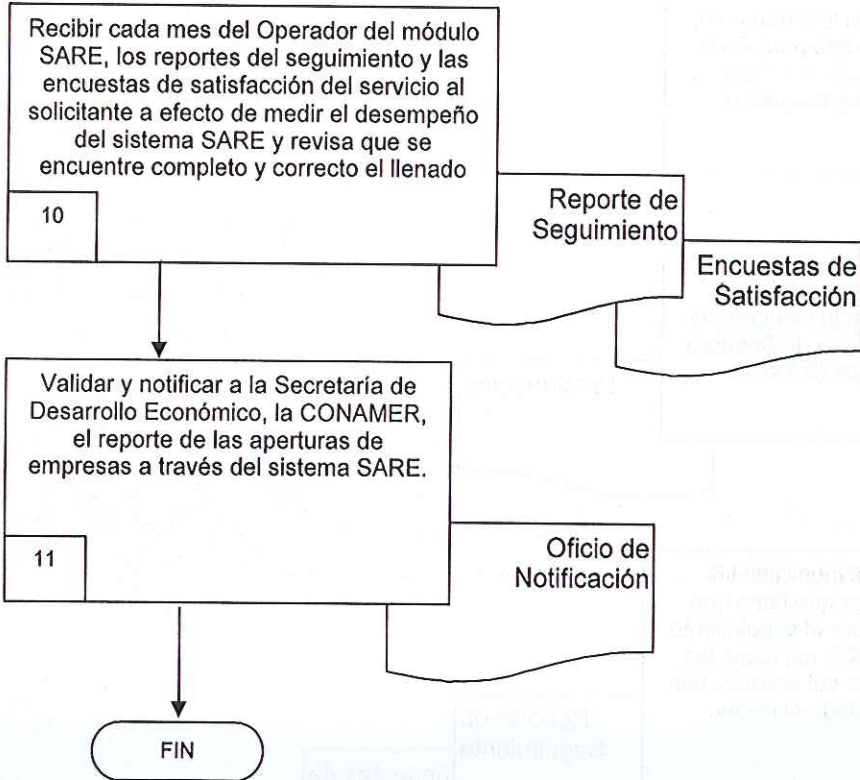 Recibir cada mes del Operador del módulo
SARE, los reportes del seguimiento y las
encuestas de satisfacción del servicio al
solicitante a efecto de medir el desempeño
del sistema SARE y revisa que se
encuentre completo y correcto el llenado
10
Reporte de
Seguimiento
Encuestas de
Satisfacción
Validar y notificar a la Secretaría de
Desarrollo Económico, la CONAMER,
el reporte de las aperturas de
empresas a través del sistema SARE.
11
Oficio de
Notificación
FIN